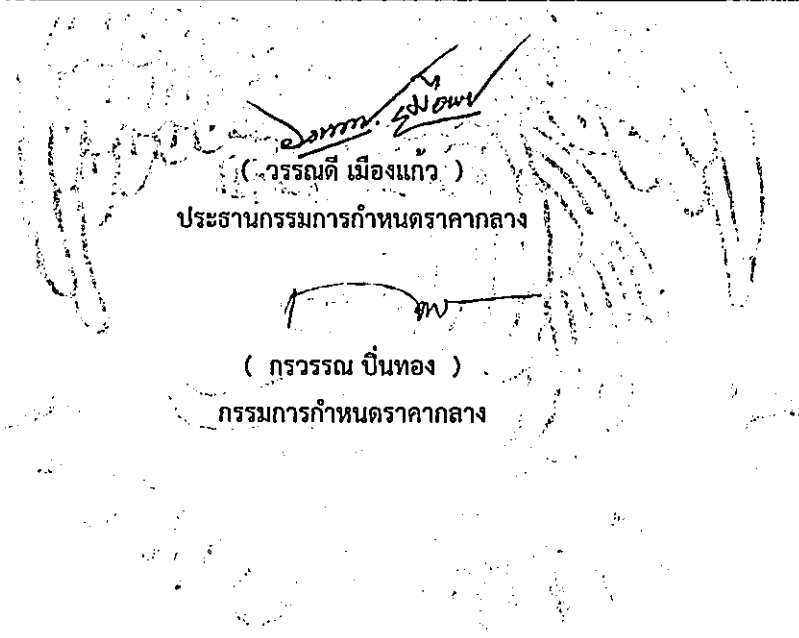 ( วรรณดี เมืองแก้ว )
ประธานกรรมการกำหนดราคากลาง
( กรวรรณ ปิ่นทอง )
กรรมการกำหนดราคากลาง